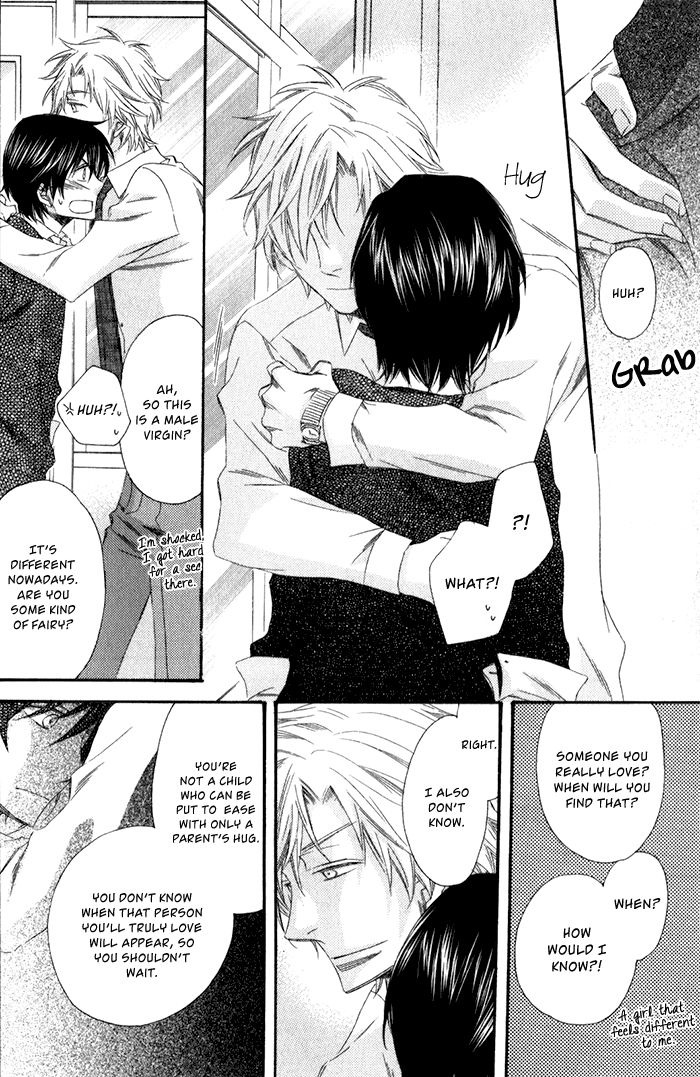 HUH?
Grab
Hug
?!
WHAT?!
AH,
SO THIS
IS A MALE
VIRGIN?
HUH?!
I'm shocked,
I got hard
for a sec
there.
IT'S
DIFFERENT
NOWADAYS.
ARE YOU
SOME KIND
OF FAIRY?
SOMEONE YOU
REALLY LOVE?
WHEN WILL YOU
FIND THAT?
WHEN?
HOW
WOULD I
KNOW?!
A girl that
feels different
to me.
RIGHT.
I ALSO
DON'T
KNOW.
YOU'RE
NOT A CHILD
WHO CAN BE
PUT TO EASE
WITH ONLY A
PARENT'S HUG.
YOU DON'T KNOW
WHEN THAT PERSON
YOU'LL TRULY LOVE
WILL APPEAR, SO
YOU SHOULDN'T
WAIT.